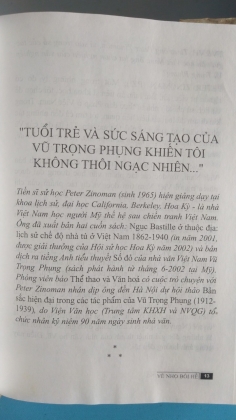 "TUỔI TRẺ VÀ SỨC SÁNG TẠO CỦA
VŨ TRỌNG PHỤNG KHIẾN TÔI
KHÔNG THÔI NGẠC NHIÊN..."
Tiến sĩ sử học Peter Zinoman (sinh 1965) hiện giảng dạy tại
khoa lịch sử, đại học California, Berkeley, Hoa Kỳ - là nhà
Việt Nam học người Mỹ thế hệ sau chiến tranh Việt Nam.
Ông đã xuất bản hai cuốn sách: Ngục Bastille ở thuộc địa:
lịch sử chế độ nhà tù ở Việt Nam 1862-1940 (in năm 2001,
được giải thưởng của Hội sử học Hoa Kỳ năm 2002) và bản
dịch ra tiếng Anh tiểu thuyết Số đỏ của nhà văn Việt Nam Vũ
Trọng Phụng (sách phát hành từ tháng 6-2002 tại Mỹ).
Phóng viên báo Thể thao và Văn hoá có cuộc trò chuyện với
Peter Zinoman nhân dịp ông đến Hà Nội dự hội thảo Bản
sắc hiện đại trong các tác phẩm của Vũ Trọng Phụng (1912-
1939), do Viện Văn học (Trung tâm KHXH và NVQG) tổ
chức nhân kỷ niệm 90 năm ngày sinh nhà văn.
*
* *
13